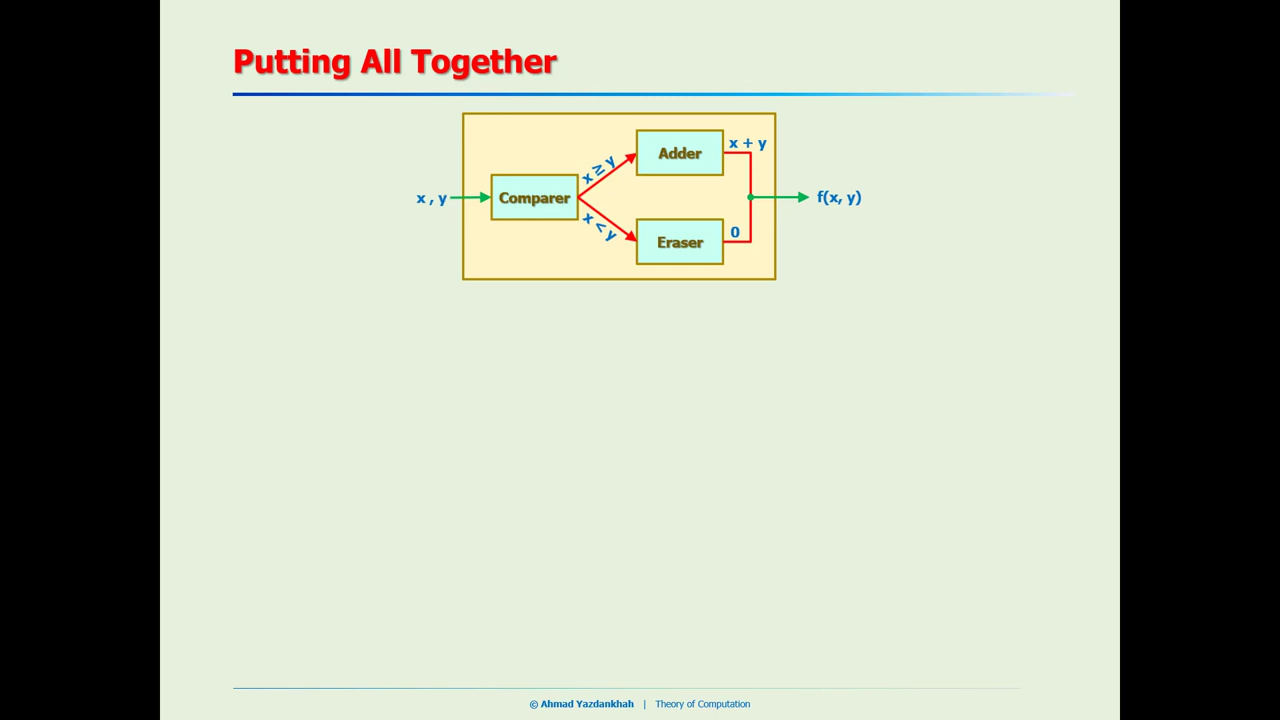 Putting All Together
x , y
Comparer
x ≥ y
x < y
Adder
Eraser
x + y
0
f(x, y)
© Ahmad Yazdankhah | Theory of Computation